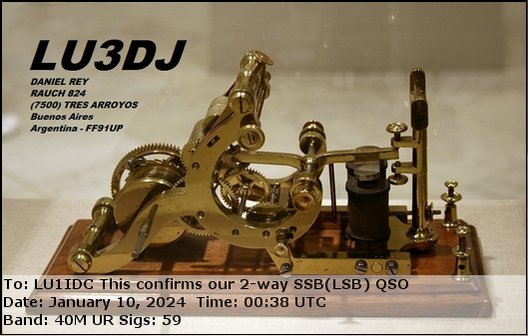 LU3DJ
DANIEL REY
RAUCH 824
(7500) TRES ARROYOS
Buenos Aires
Argentina - FF91UP
To: LU1IDC This confirms our 2-way SSB(LSB) QSO
Date: January 10, 2024 Time: 00:38 UTC
Band: 40M UR Sigs: 59